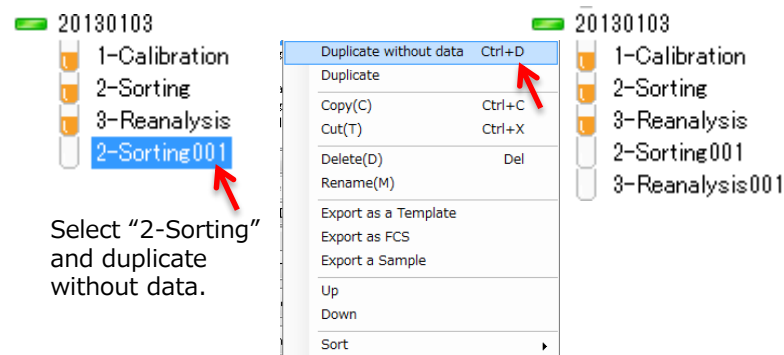 20130103
1-Calibration
2-Sorting
3-Reanalysis
2-Sorting001
Select “2-Sorting”
and duplicate
without data.
Duplicate without data Ctrl+D
Duplicate
Copy(C) Ctrl+C
Cut(T) Ctrl+X
Delete(D) Del
Rename(M)
Export as a Template
Export as FCS
Export a Sample
Up
Down
Sort
20130103
1-Calibration
2-Sorting
3-Reanalysis
2-Sorting001
3-Reanalysis001